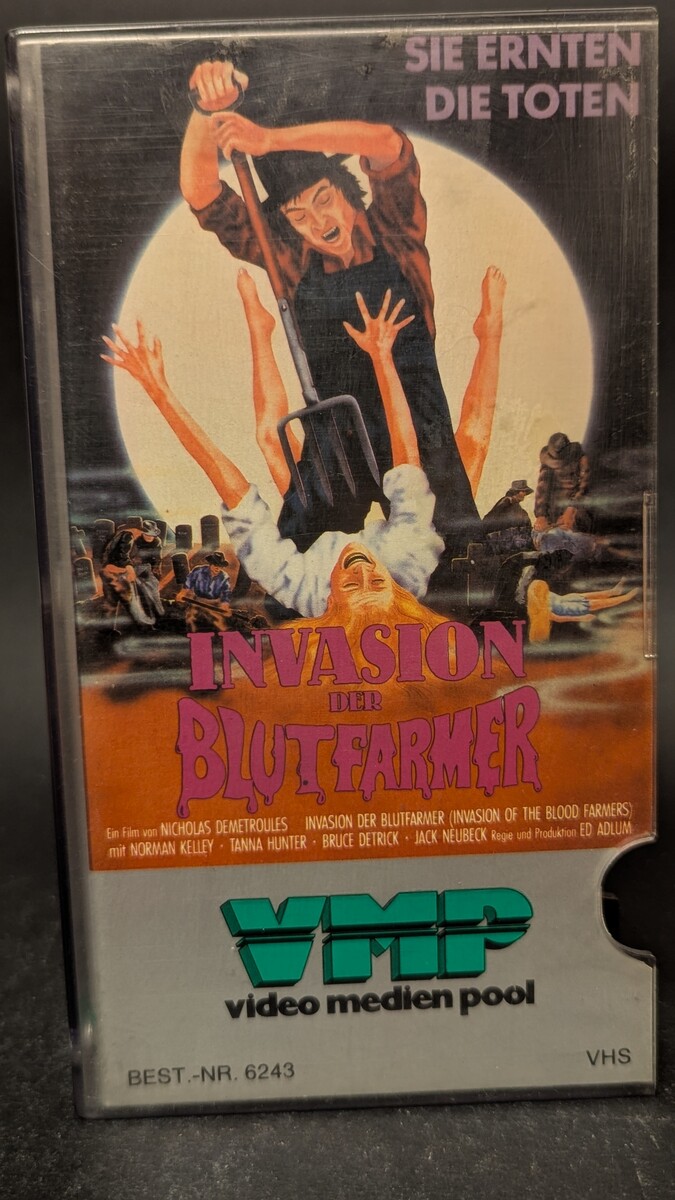 SIE ERNTEN
DIE TOTEN
INVASION
DER
BLUTFARMER
Ein Film von NICHOLAS DEMETROULES INVASION DER BLUTFARMER (INVASION OF THE BLOOD FARMERS)
mit NORMAN KELLEY · TANNA HUNTER · BRUCE DETRICK · JACK NEUBECK Regie und Produktion ED ADLUM
VMP
video medien pool
BEST.-NR. 6243
VHS